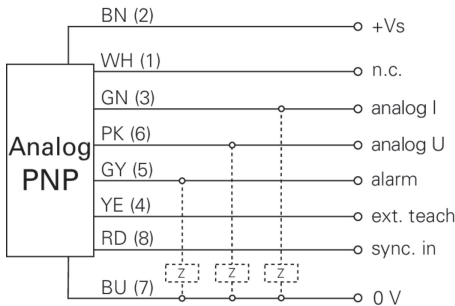 BN (2) +Vs
WH (1) n.c.
GN (3) analog I
PK (6) analog U
Analog
PNP
GY (5) alarm
YE (4) ext. teach
RD (8) sync. in
Z Z Z
BU (7) 0 V